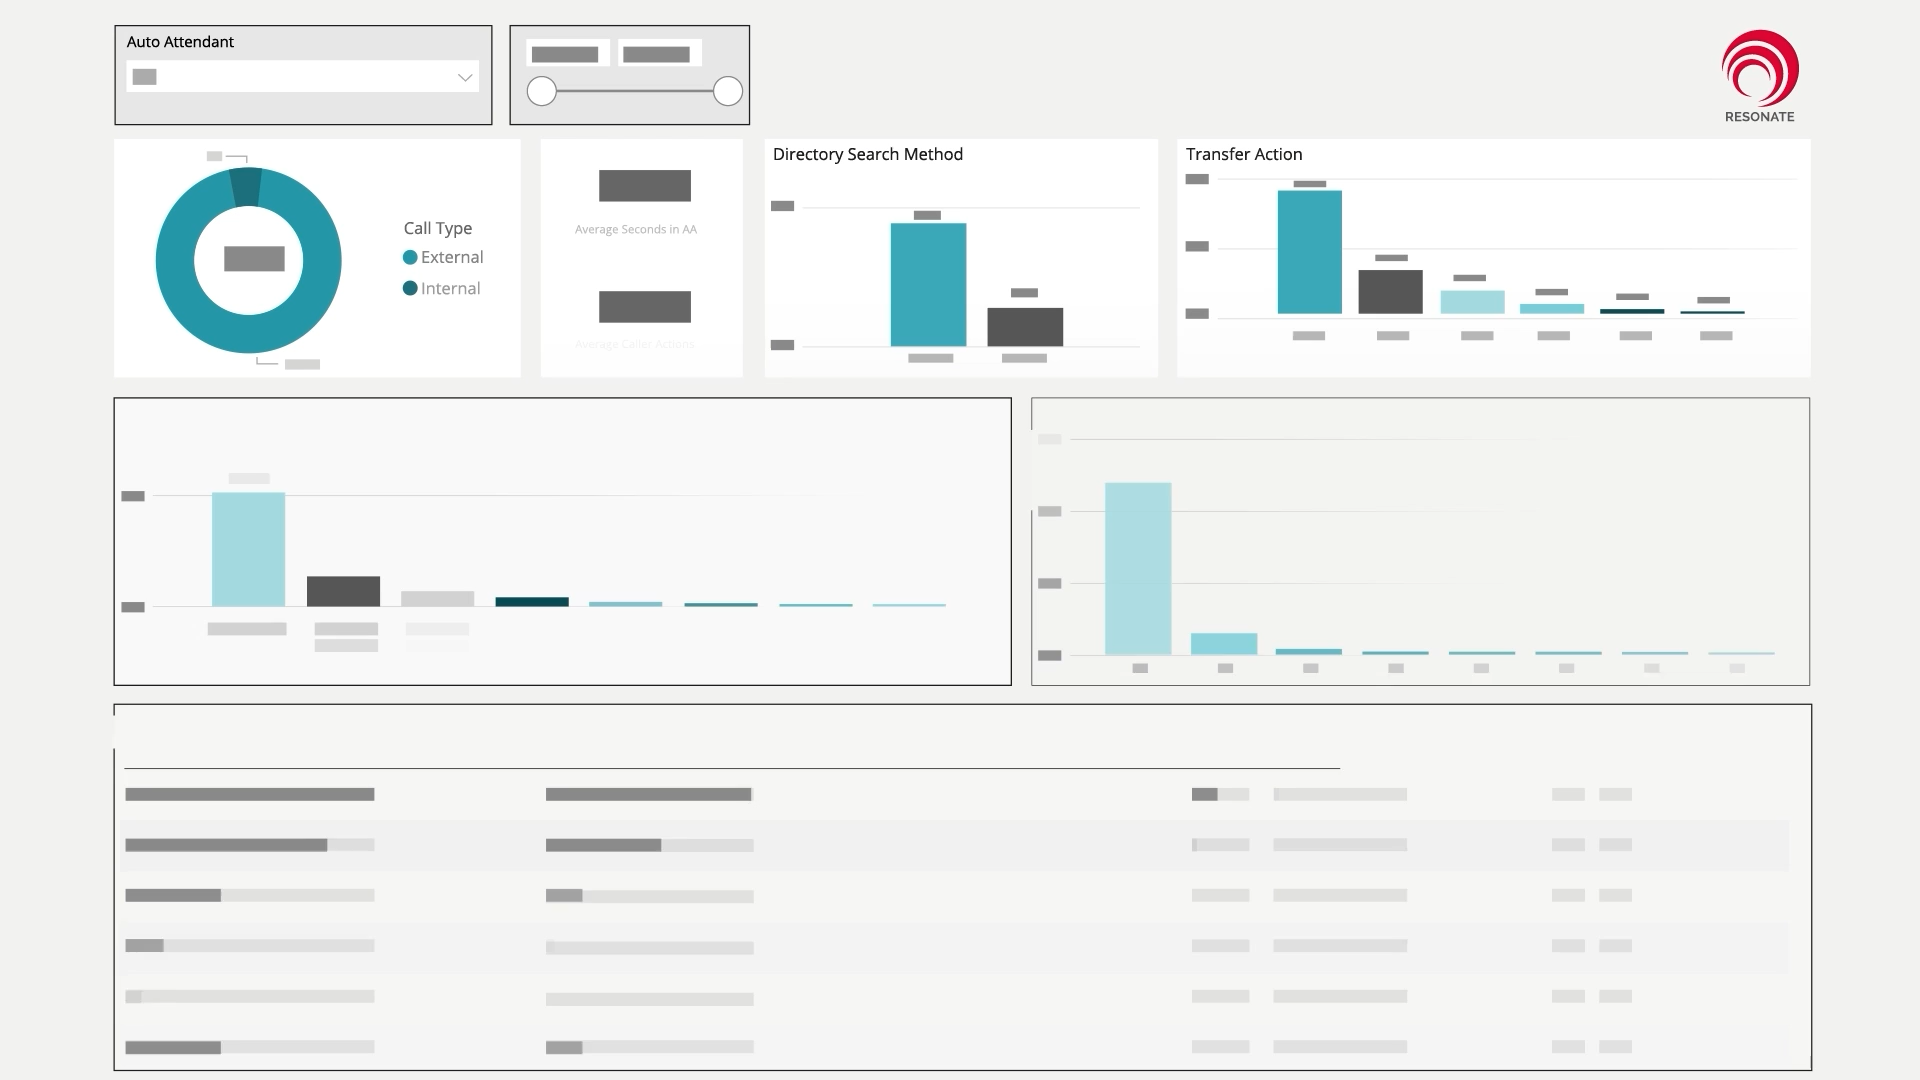 Auto Attendant
RESONATE
Call Type
External
Internal
Average Seconds in AA
Average Caller Actions
Directory Search Method
Transfer Action